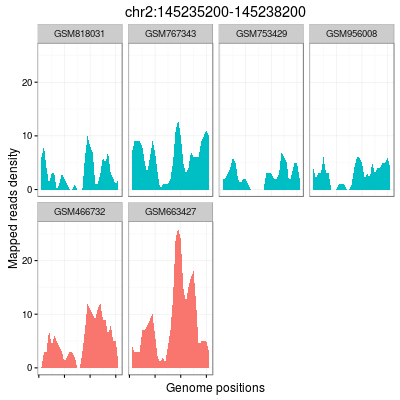 chr2:145235200-145238200
GSM818031 GSM767343 GSM753429 GSM956008
20
10
0
Mapped reads density
GSM466732 GSM663427
20
10
0
Genome positions